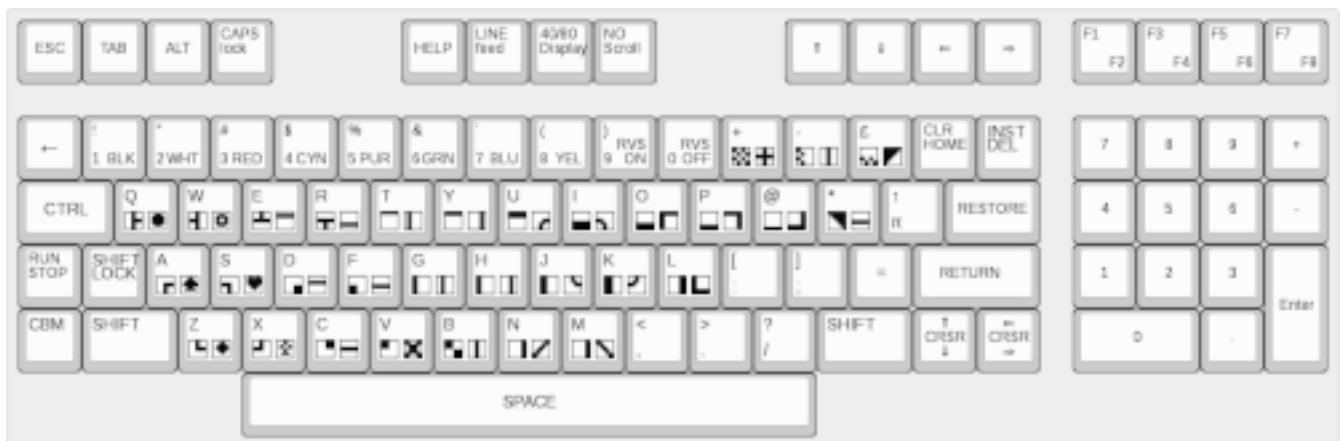 ESC TAB ALT CAPS lock HELP LINE feed 40/80 Display NO Scroll ↑ ↓ ← → F1 F2 F3 F4 F5 F6 F7 F8
← ! 1 BLK " 2 WHT # 3 RED $ 4 CYN % 5 PUR & 6 GRN ' 7 BLU ( 8 YEL ) 9 RVS ON 0 RVS OFF + - £ CLR HOME INST DEL 7 8 9 +
CTRL Q W E R T Y U I O P @ * ↑ π RESTORE 4 5 6 -
RUN STOP SHIFT LOCK A S D F G H J K L [ : ] ; = RETURN 1 2 3 Enter
CBM SHIFT Z X C V B N M < , > . ? / SHIFT ↑ CRSR ↓ ← CRSR → 0 .
SPACE